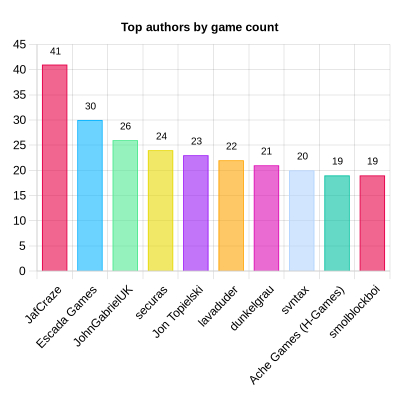 Top authors by game count
45
40
35
30
25
20
15
10
5
0
41
30
26
24
23
22
21
20
19
19
JafCraze
Escada Games
JohnGabrielUK
securas
Jon Topielski
lavaduder
dunkelgrau
svntax
Ache Games (H-Games)
smolblockboi